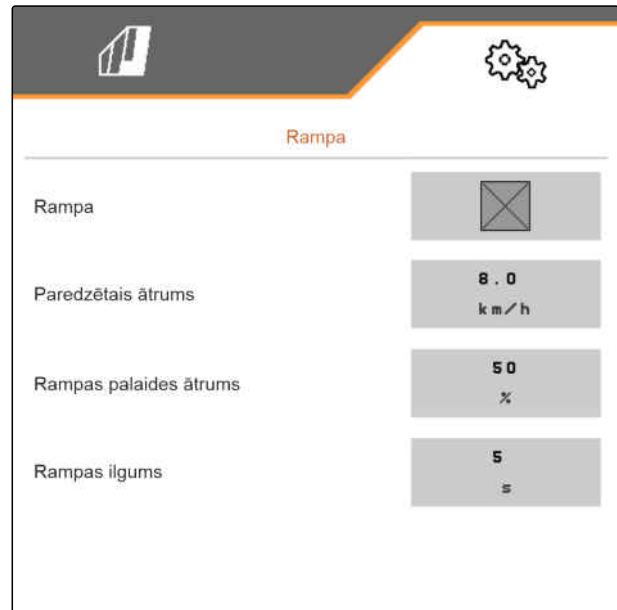 Rampa
Rampa
Paredzētais ātrums
8.0
km/h
Rampas palaides ātrums
50
%
Rampas ilgums
5
s